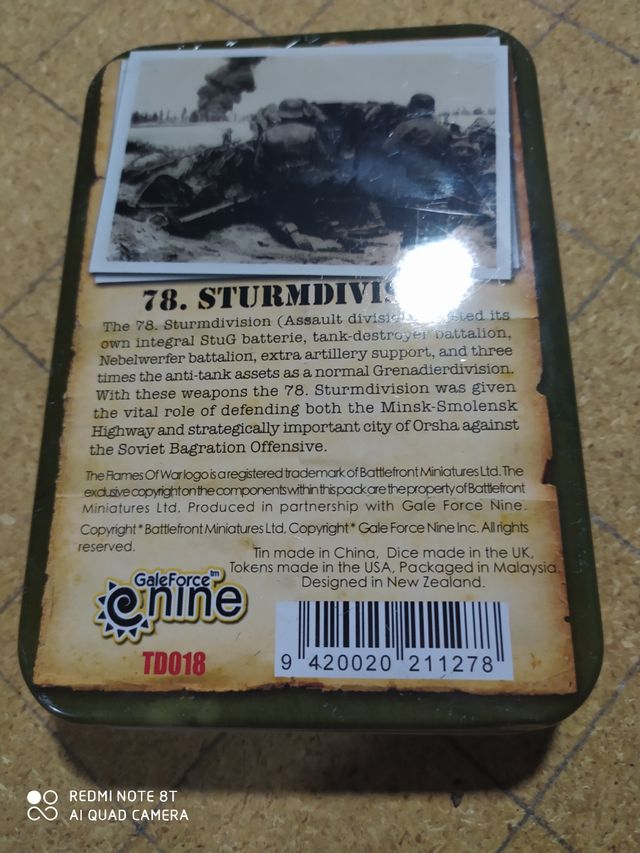 78. STURMDIVIS
The 78. Sturmdivision (Assault divisi ted its
own integral StuG batterie, tank-destroyer battalion,
Nebelwerfer battalion, extra artillery support, and three
times the anti-tank assets as a normal Grenadierdivision.
With these weapons the 78. Sturmdivision was given
the vital role of defending both the Minsk-Smolensk
Highway and strategically important city of Orsha against
the Soviet Bagration Offensive.
The Flames Of War logo is a registered trademark of Battlefront Miniatures Ltd. The
exclusive copyright on the components within this pack are the property of Battlefront
Miniatures Ltd. Produced in partnership with Gale Force Nine.
Copyright * Battlefront Miniatures Ltd, Copyright * Gale Force Nine Inc. All rights
reserved.
Tin made in China, Dice made in the UK,
Tokens made in the USA, Packaged in Malaysia
Designed in New Zealand.
GaleForce™
nine
TD018
9 420020 211278
REDMI NOTE 8T
AI QUAD CAMERA